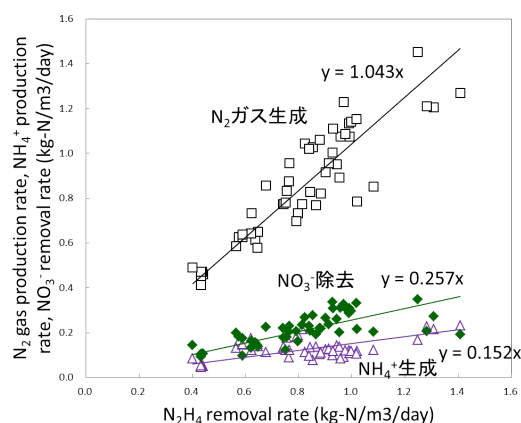 N₂ gas production rate, NH₄⁺ production
rate, NO₃⁻ removal rate (kg-N/m3/day)
1.6
1.4
1.2
1.0
0.8
0.6
0.4
0.2
0.0
y = 1.043x
N₂ガス生成
NO₃⁻除去
y = 0.257x
y = 0.152x
NH₄⁺生成
0.0 0.2 0.4 0.6 0.8 1.0 1.2 1.4 1.6
N₂H₄ removal rate (kg-N/m3/day)